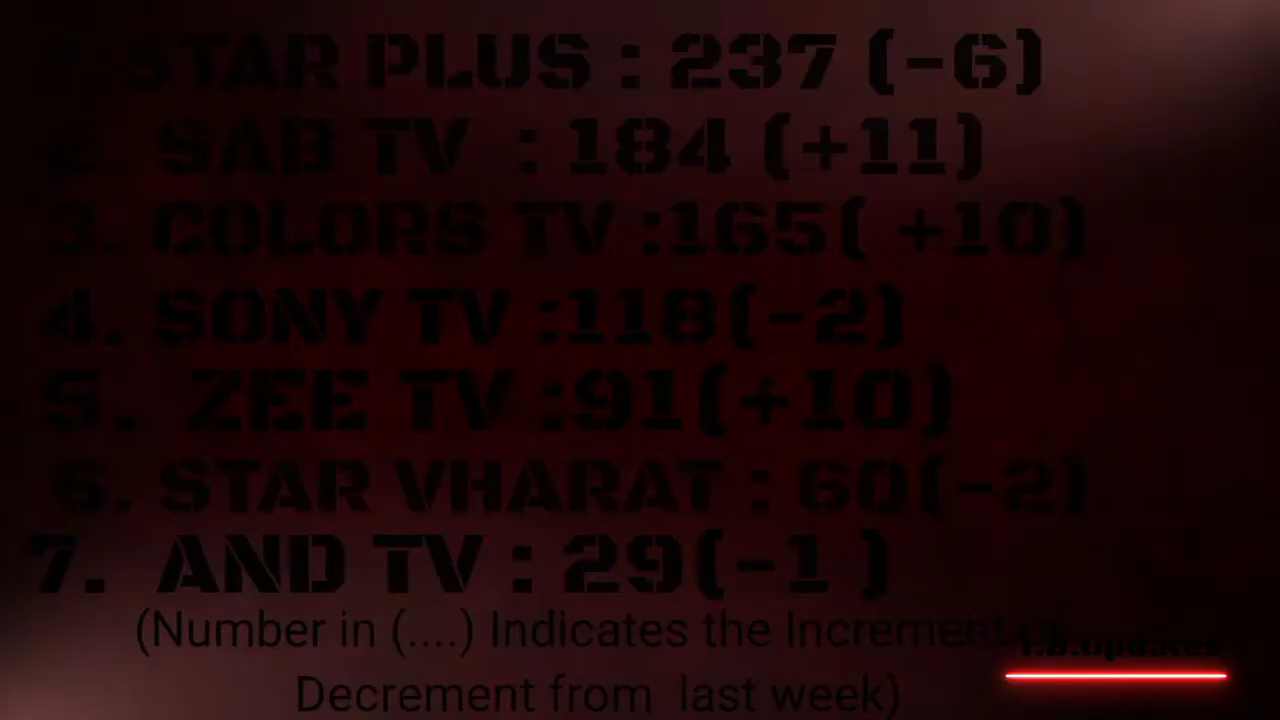 STAR PLUS : 237 (-6)
2. SAB TV : 184 (+11)
3. COLORS TV :165( +10)
4. SONY TV :118(-2)
5. ZEE TV :91(+10)
6. STAR VHARAT : 60(-2)
7. AND TV : 29(-1 )
(Number in (....) Indicates the Increment
Decrement from last week)